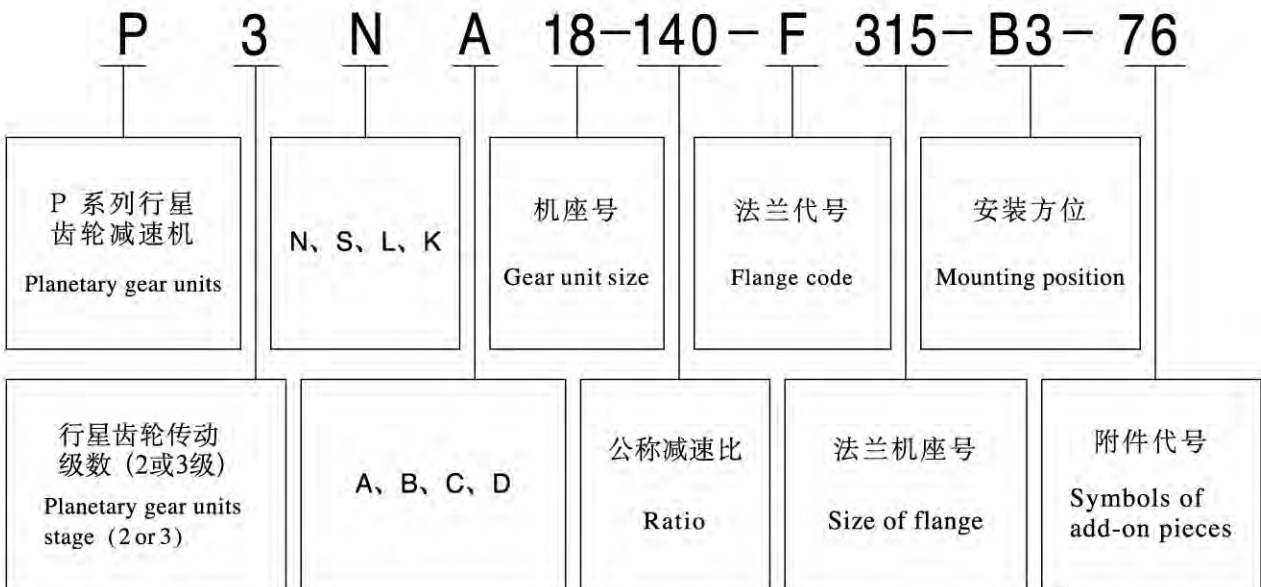 P 3 N A 18-140-F 315-B3-76
P 系列行星
齿轮减速机
Planetary gear units
N、S、L、K
机座号
Gear unit size
法兰代号
Flange code
安装方位
Mounting position
行星齿轮传动
级数 (2或3级)
Planetary gear units
stage (2 or 3)
A、B、C、D
公称减速比
Ratio
法兰机座号
Size of flange
附件代号
Symbols of
add-on pieces